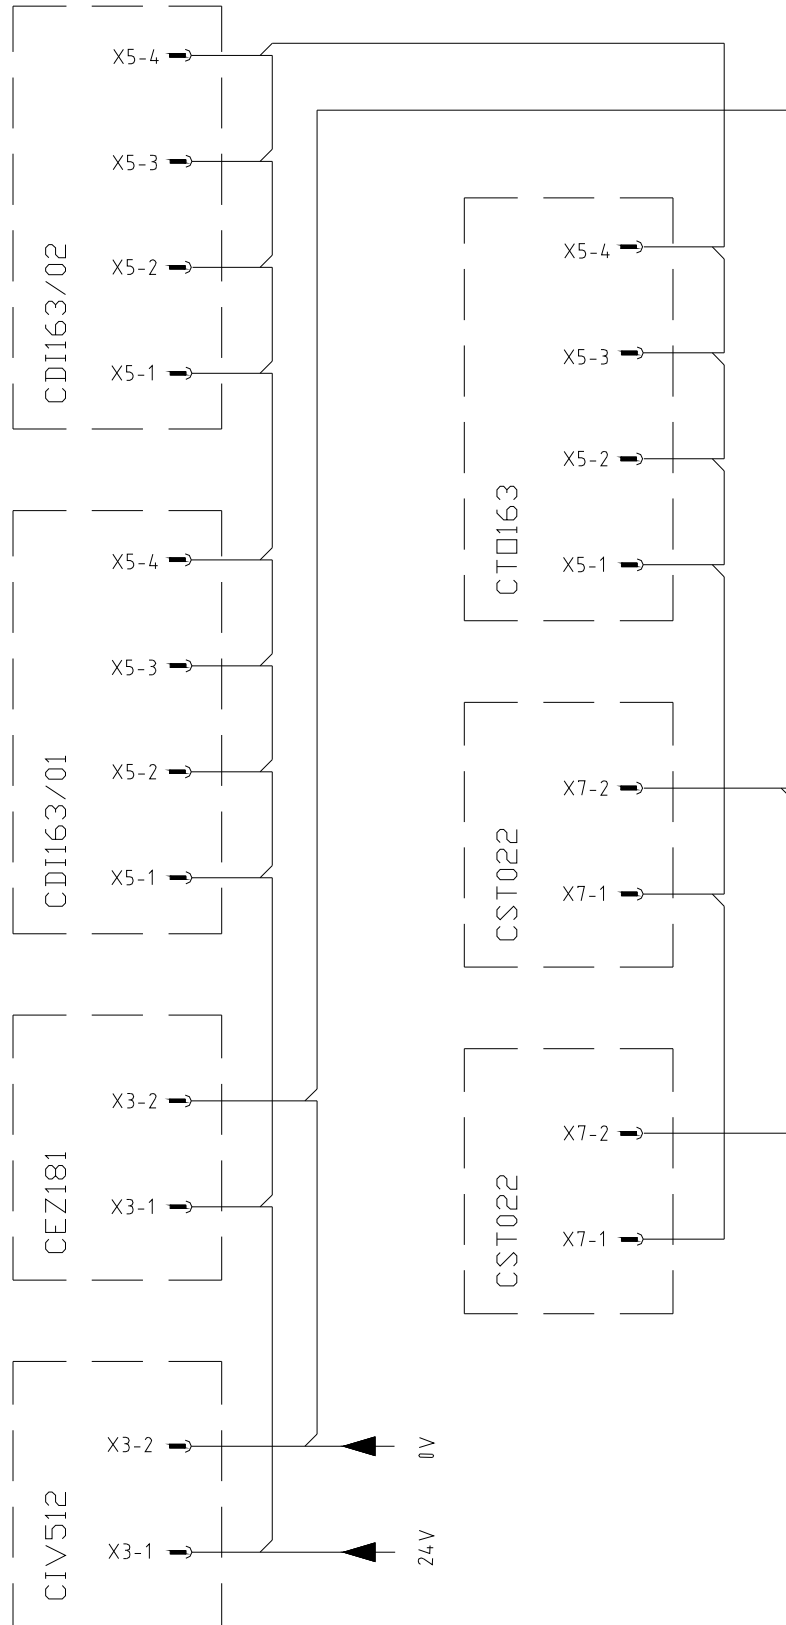 X5-4
X5-3
X5-2
X5-1
CDI163/02
X5-4
X5-3
X5-2
X5-1
CDI163/01
X3-2
X3-1
CEZ181
X3-2
X3-1
CIV512
0V
24V
X5-4
X5-3
X5-2
X5-1
CTO163
X7-2
X7-1
CST022
X7-2
X7-1
CST022